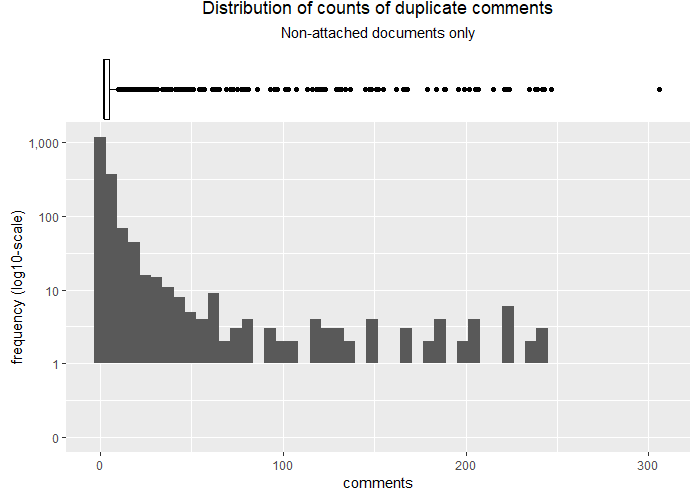 Distribution of counts of duplicate comments
Non-attached documents only
1,000
100
10
1
0
frequency (log10-scale)
0
100
200
300
comments